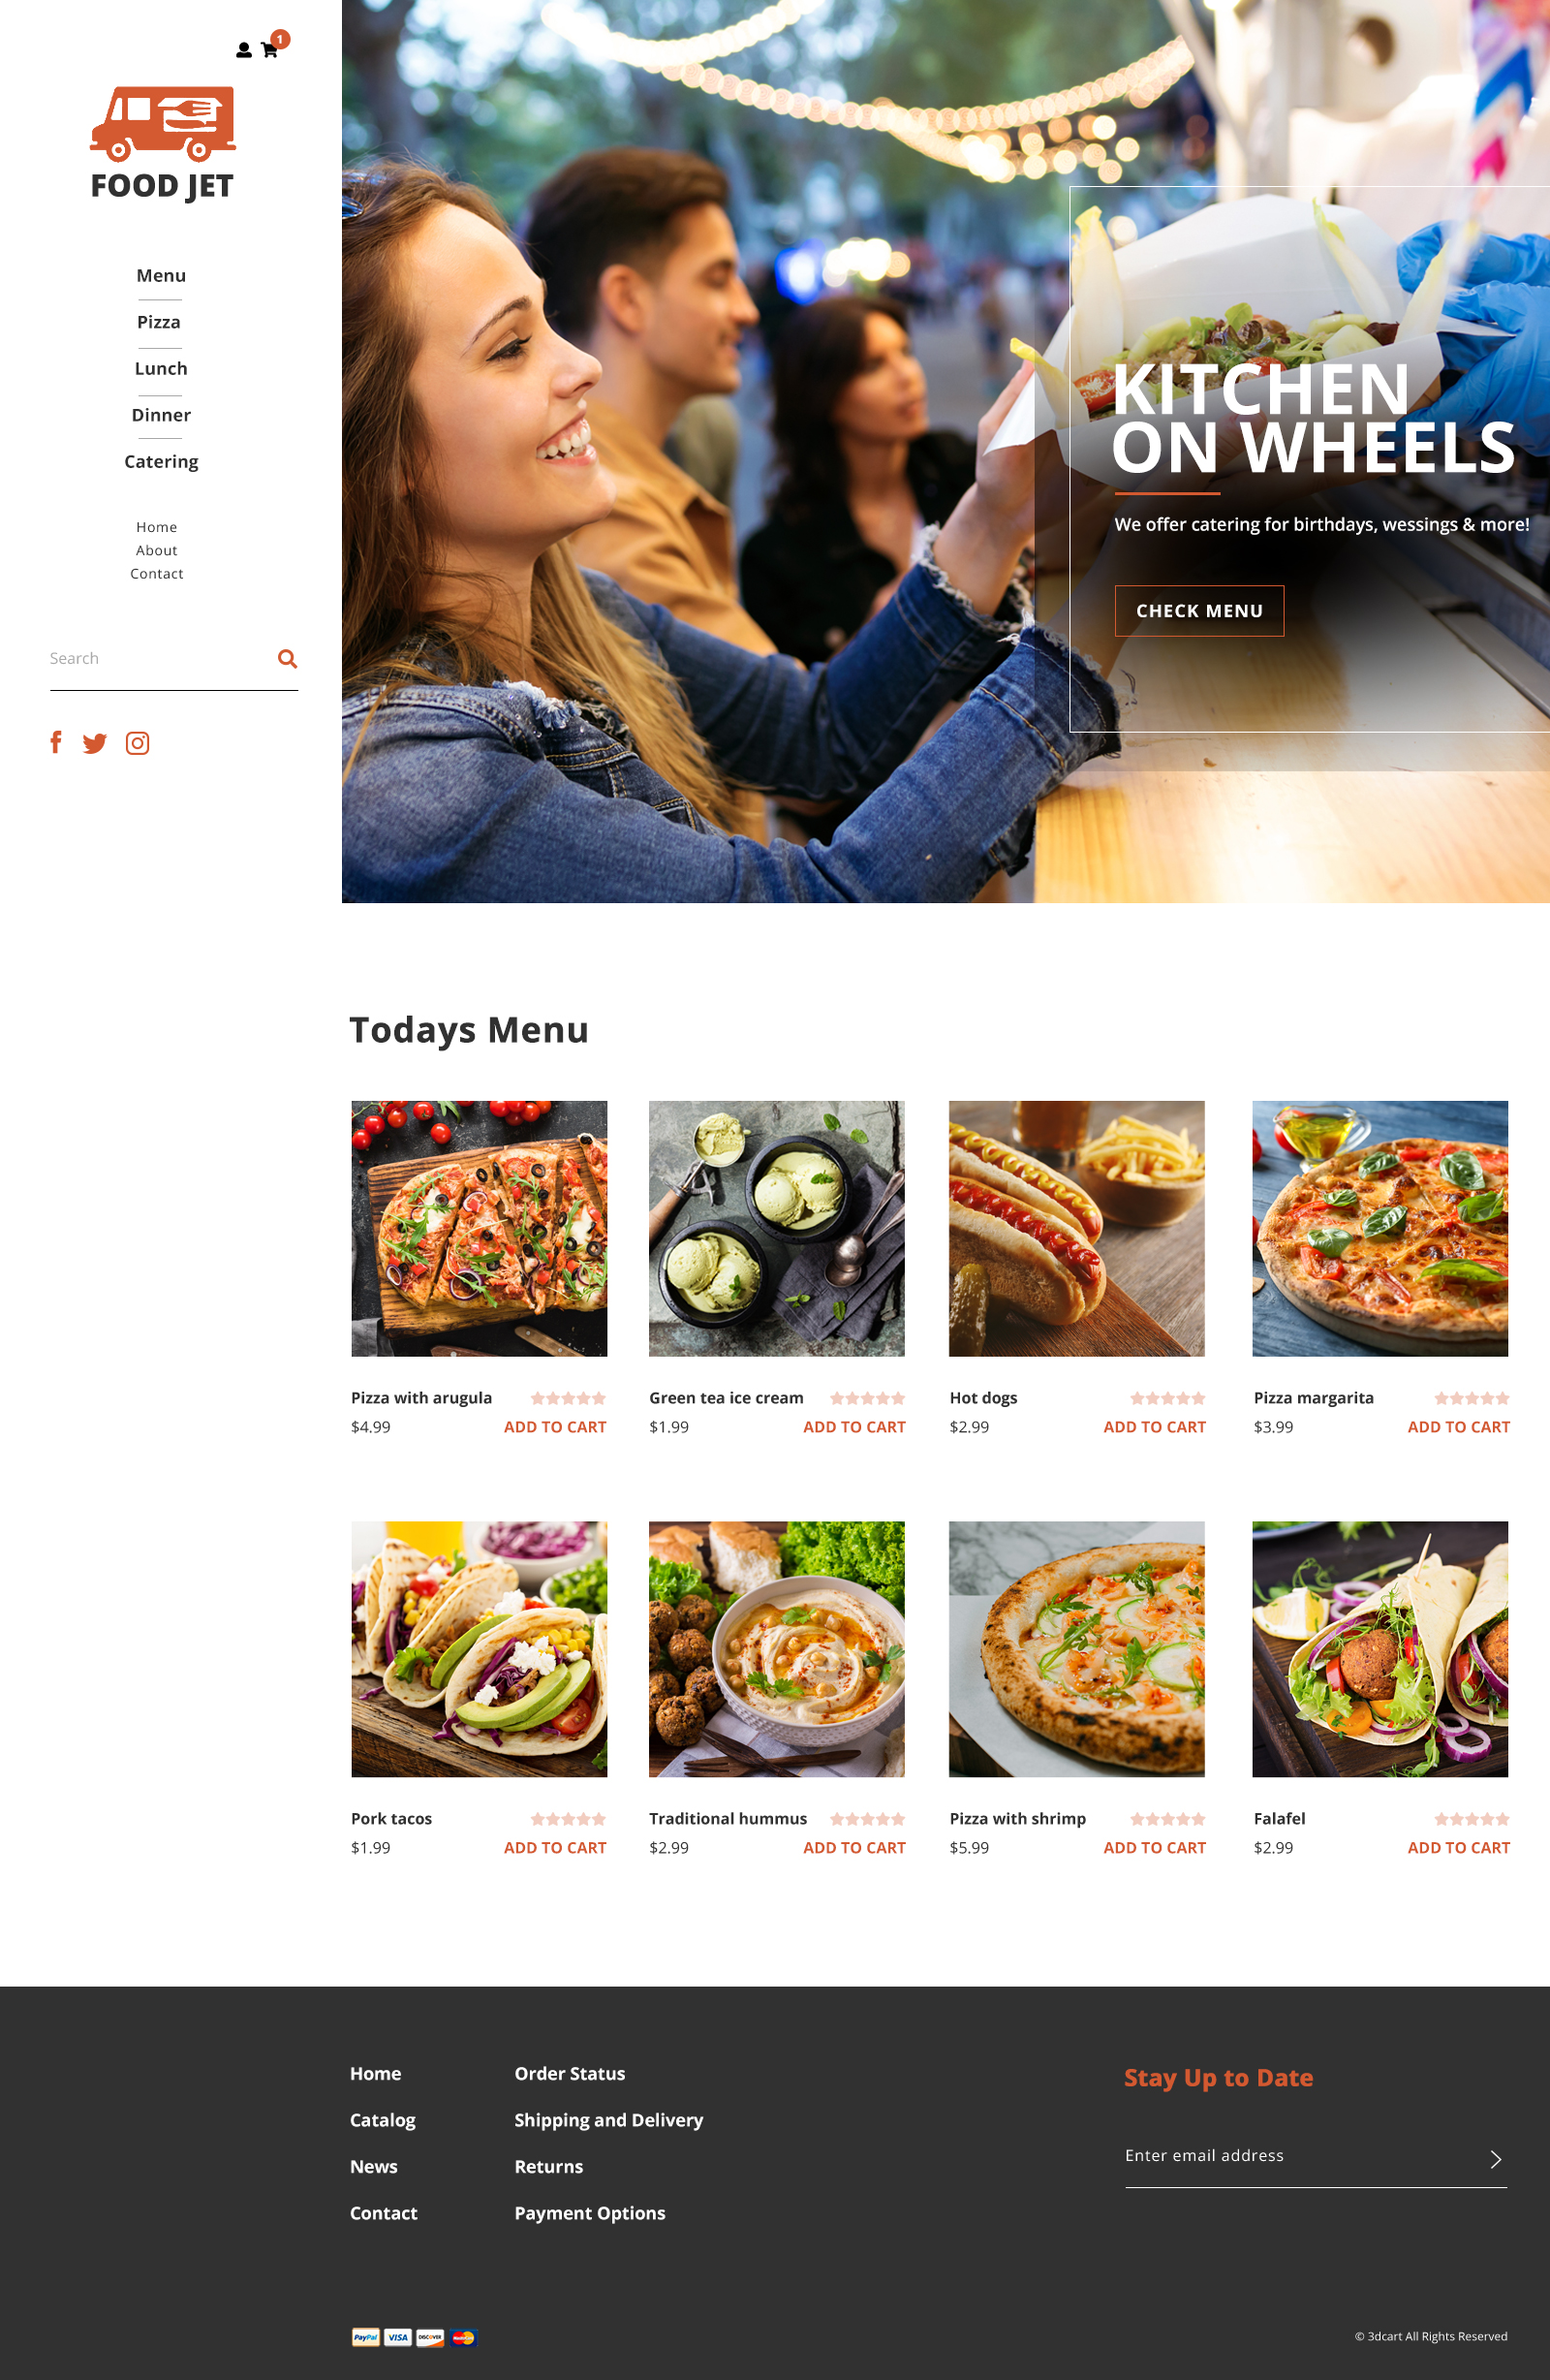 1
FOOD JET
Menu
Pizza
Lunch
Dinner
Catering
Home
About
Contact
Search
KITCHEN
ON WHEELS
We offer catering for birthdays, wessings & more!
CHECK MENU
Todays Menu
Pizza with arugula
$4.99 ADD TO CART
Green tea ice cream
$1.99 ADD TO CART
Hot dogs
$2.99 ADD TO CART
Pizza margarita
$3.99 ADD TO CART
Pork tacos
$1.99 ADD TO CART
Traditional hummus
$2.99 ADD TO CART
Pizza with shrimp
$5.99 ADD TO CART
Falafel
$2.99 ADD TO CART
Home
Catalog
News
Contact
Order Status
Shipping and Delivery
Returns
Payment Options
Stay Up to Date
Enter email address
PayPal VISA DISCOVER MasterCard
© 3dcart All Rights Reserved